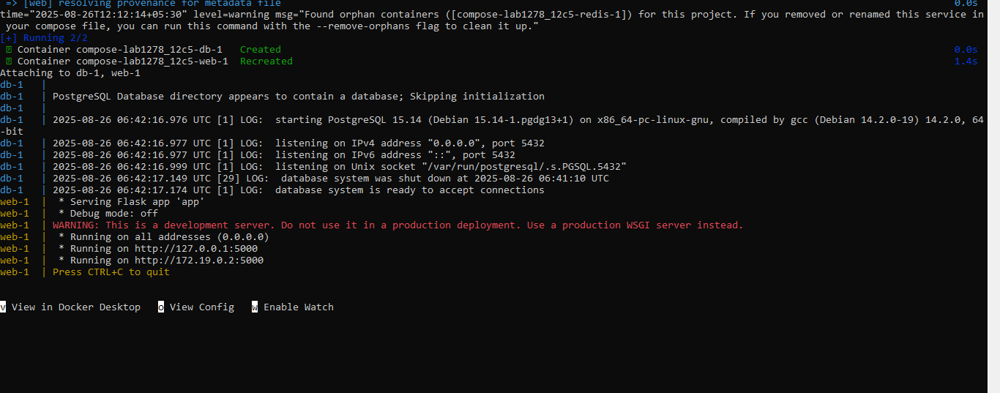 => [web] resolving provenance for metadata file 0.0s
time="2025-08-26T12:12:14+05:30" level=warning msg="Found orphan containers ([compose-lab1278_12c5-redis-1]) for this project. If you removed or renamed this service in
your compose file, you can run this command with the --remove-orphans flag to clean it up."
[+] Running 2/2
Container compose-lab1278_12c5-db-1 Created 0.0s
Container compose-lab1278_12c5-web-1 Recreated 1.4s
Attaching to db-1, web-1
db-1 |
db-1 | PostgreSQL Database directory appears to contain a database; Skipping initialization
db-1 |
db-1 | 2025-08-26 06:42:16.976 UTC [1] LOG: starting PostgreSQL 15.14 (Debian 15.14-1.pgdg13+1) on x86_64-pc-linux-gnu, compiled by gcc (Debian 14.2.0-19) 14.2.0, 64
-bit
db-1 | 2025-08-26 06:42:16.977 UTC [1] LOG: listening on IPv4 address "0.0.0.0", port 5432
db-1 | 2025-08-26 06:42:16.977 UTC [1] LOG: listening on IPv6 address "::", port 5432
db-1 | 2025-08-26 06:42:16.999 UTC [1] LOG: listening on Unix socket "/var/run/postgresql/.s.PGSQL.5432"
db-1 | 2025-08-26 06:42:17.149 UTC [29] LOG: database system was shut down at 2025-08-26 06:41:10 UTC
db-1 | 2025-08-26 06:42:17.174 UTC [1] LOG: database system is ready to accept connections
web-1 | * Serving Flask app 'app'
web-1 | * Debug mode: off
web-1 | WARNING: This is a development server. Do not use it in a production deployment. Use a production WSGI server instead.
web-1 | * Running on all addresses (0.0.0.0)
web-1 | * Running on http://127.0.0.1:5000
web-1 | * Running on http://172.19.0.2:5000
web-1 | Press CTRL+C to quit
v View in Docker Desktop o View Config w Enable Watch